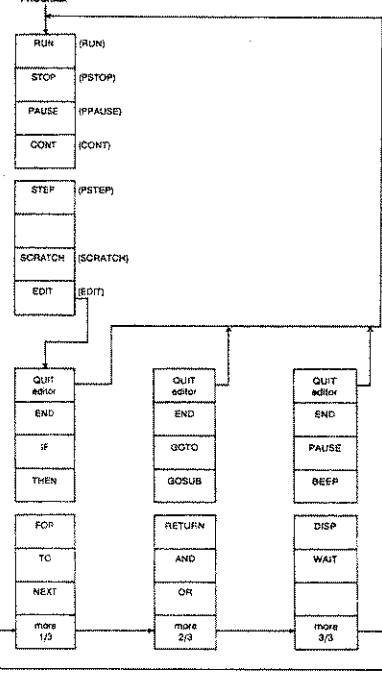 PROGRAM
RUN (RUN)
STOP (PSTOP)
PAUSE (PPAUSE)
CONT (CONT)
STEP (PSTEP)
SCRATCH (SCRATCH)
EDIT (EDIT)
QUIT editor
END
IF
THEN
FOR
TO
NEXT
more 1/3
QUIT editor
END
GOTO
GOSUB
RETURN
AND
OR
more 2/3
QUIT editor
END
PAUSE
BEEP
DISP
WAIT
more 3/3